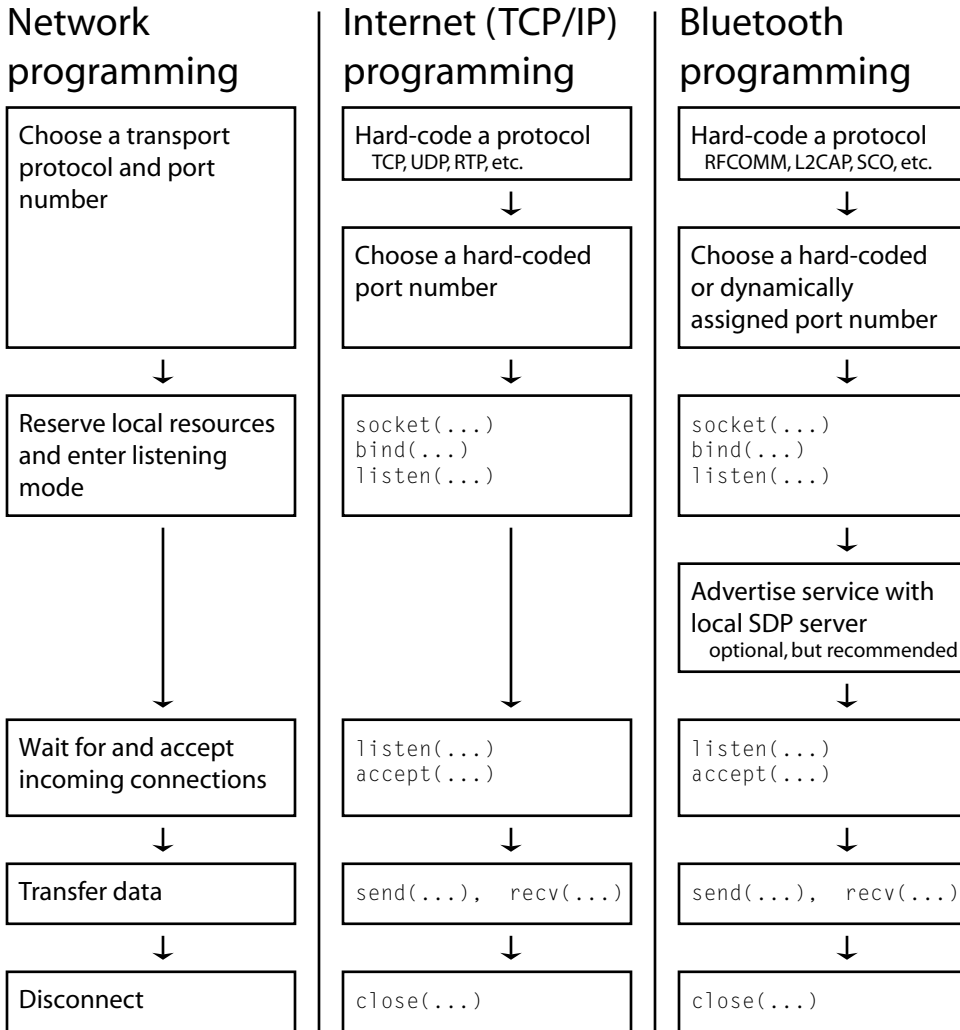 Network
programming
Choose a transport
protocol and port
number
Reserve local resources
and enter listening
mode
Wait for and accept
incoming connections
Transfer data
Disconnect
Internet (TCP/IP)
programming
Hard-code a protocol
TCP, UDP, RTP, etc.
Choose a hard-coded
port number
socket(...)
bind(...)
listen(...)
listen(...)
accept(...)
send(...), recv(...)
close(...)
Bluetooth
programming
Hard-code a protocol
RFCOMM, L2CAP, SCO, etc.
Choose a hard-coded
or dynamically
assigned port number
socket(...)
bind(...)
listen(...)
Advertise service with
local SDP server
optional, but recommended
listen(...)
accept(...)
send(...), recv(...)
close(...)